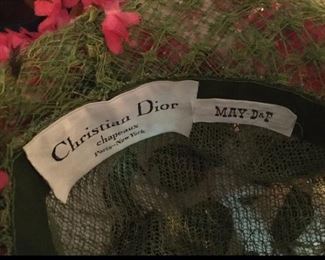 Christian Dior
chapeaux
Paris-New York
MAY-D&F